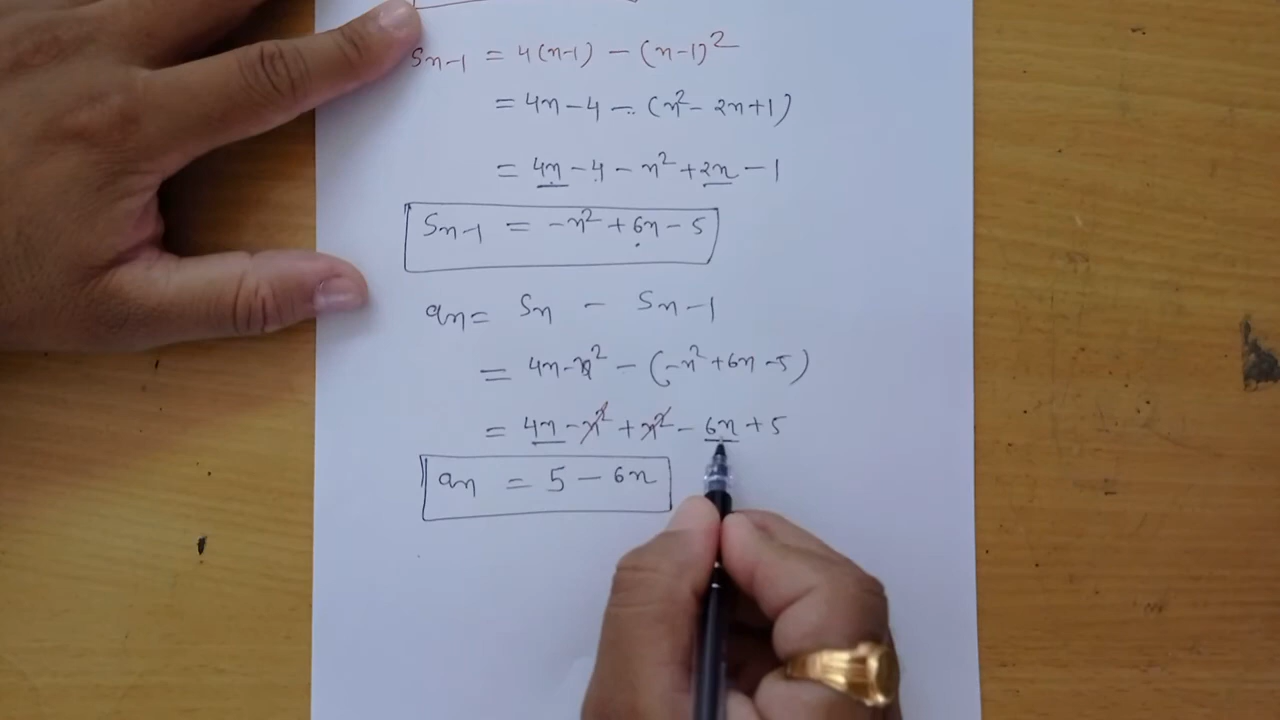 Sn-1 = 4(n-1) - (n-1)²
= 4n - 4 - (n² - 2n + 1)
= 4n - 4 - n² + 2n - 1
Sn-1 = -n² + 6n - 5
an = Sn - Sn-1
= 4n - n² - (-n² + 6n - 5)
= 4n - n² + n² - 6n + 5
an = 5 - 6n